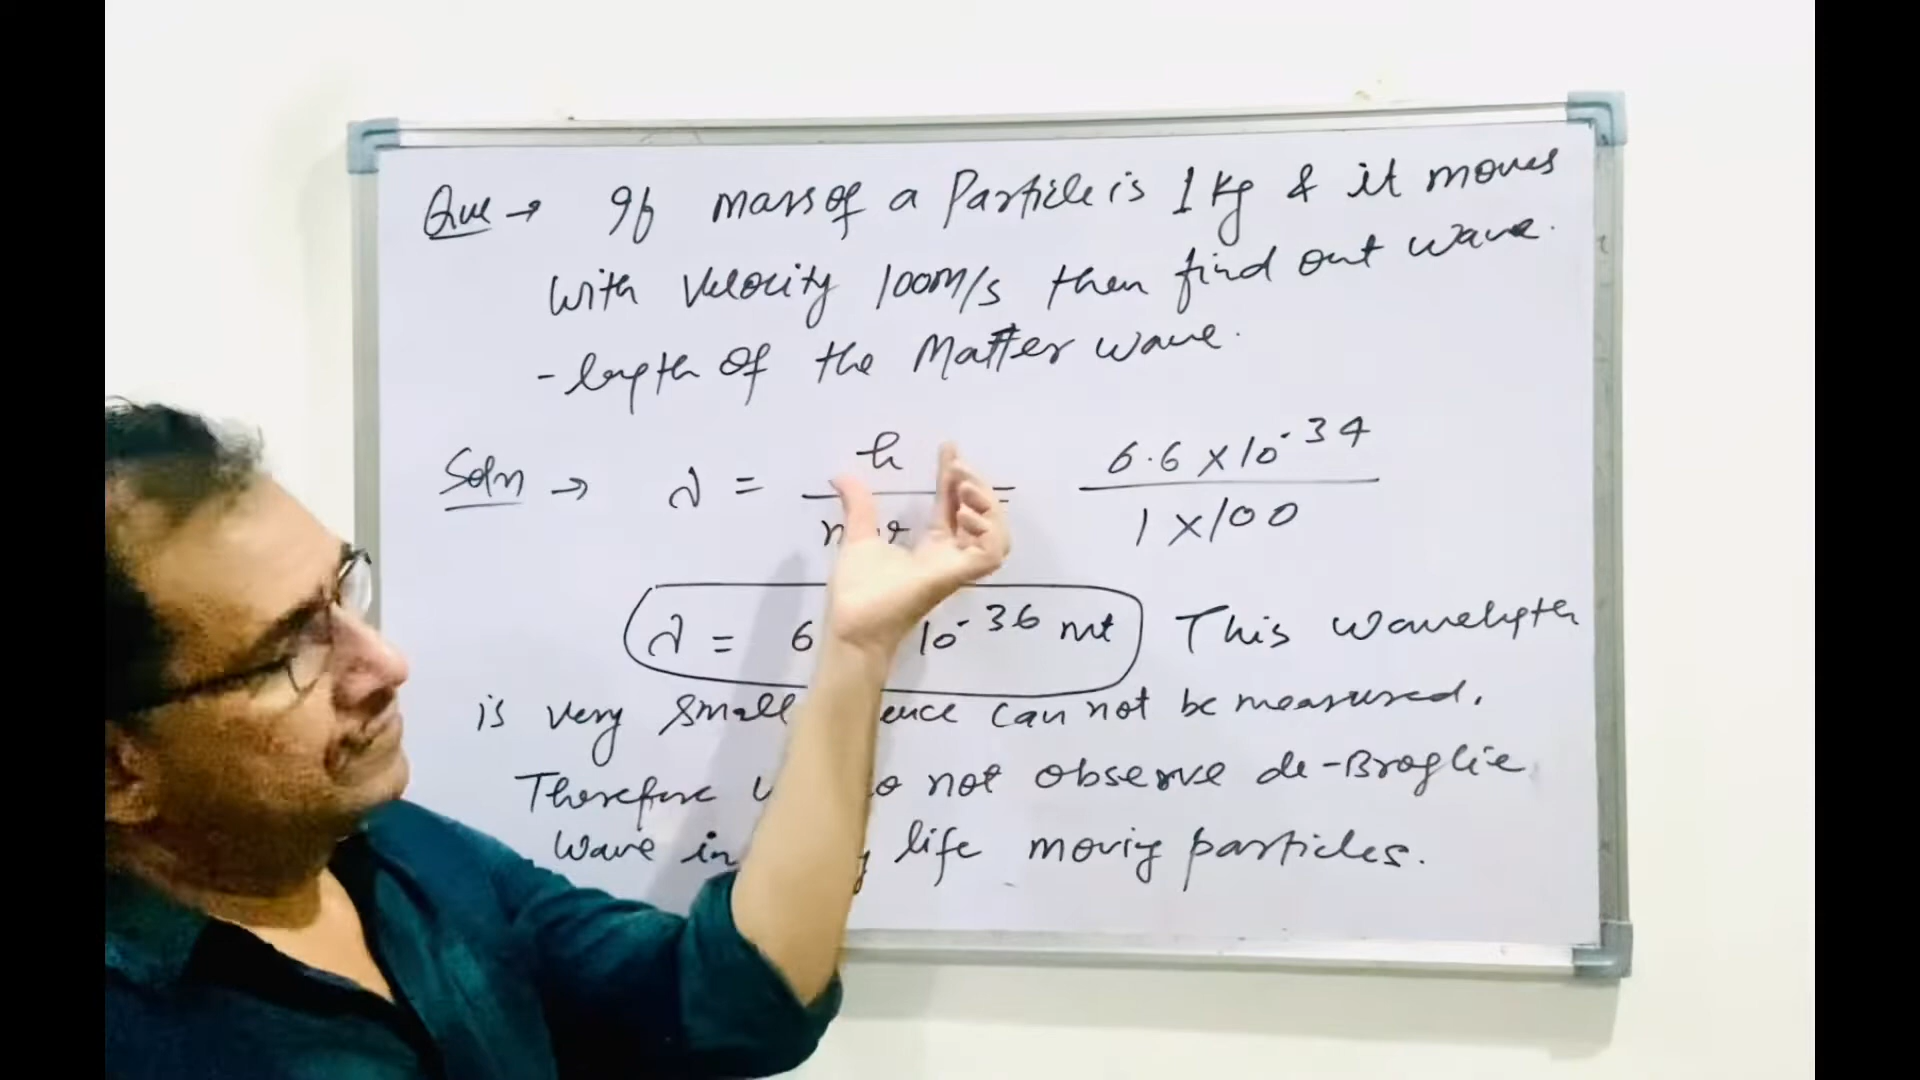 Que → If mass of a Particle is 1 Kg & it moves
with velocity 100M/s then find out wave.
-length of the Matter wave.
Soln → λ = h = 6.6 × 10⁻³⁴
1 × 100
λ = 6 10⁻³⁶ mt This wavelength
is very small can not be measured.
Therefore not observe de-Broglie
wave in life moving particles.